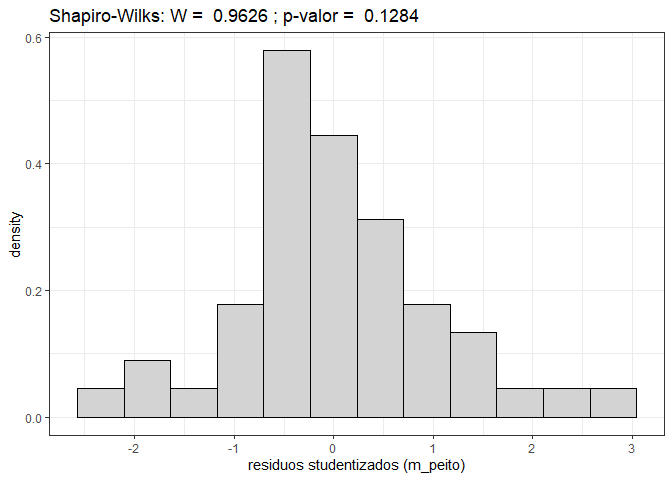 Shapiro-Wilks: W =  0.9626 ; p-valor =  0.1284
0.6
0.4
0.2
0.0
density
-2 -1 0 1 2 3
residuos studentizados (m_peito)